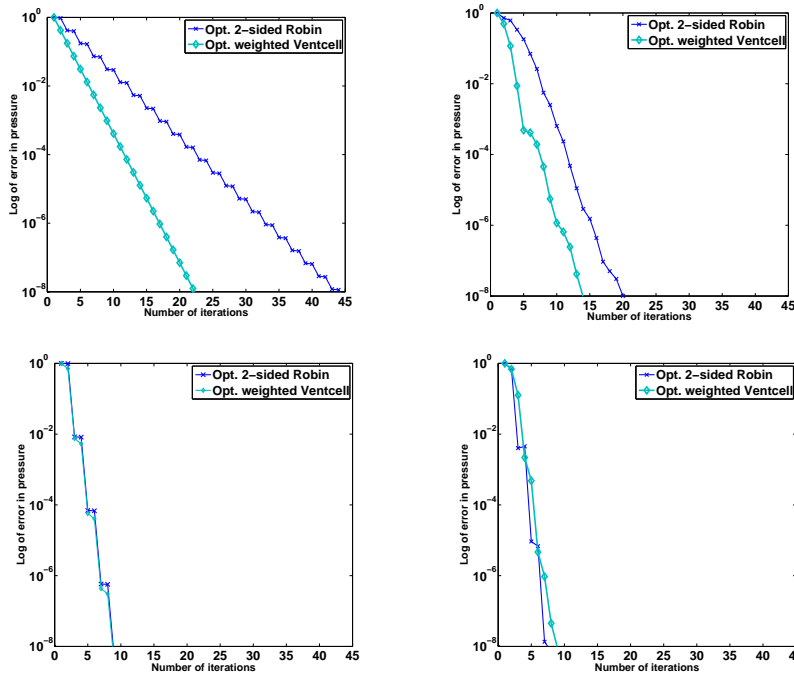 Opt. 2−sided Robin
Opt. weighted Ventcell
Log of error in pressure
10^0
10^−2
10^−4
10^−6
10^−8
0 5 10 15 20 25 30 35 40 45
Number of iterations
Opt. 2−sided Robin
Opt. weighted Ventcell
Log of error in pressure
10^0
10^−2
10^−4
10^−6
10^−8
0 5 10 15 20 25 30 35 40 45
Number of iterations
Opt. 2−sided Robin
Opt. weighted Ventcell
Log of error in pressure
10^0
10^−2
10^−4
10^−6
10^−8
0 5 10 15 20 25 30 35 40 45
Number of iterations
Opt. 2−sided Robin
Opt. weighted Ventcell
Log of error in pressure
10^0
10^−2
10^−4
10^−6
10^−8
0 5 10 15 20 25 30 35 40 45
Number of iterations